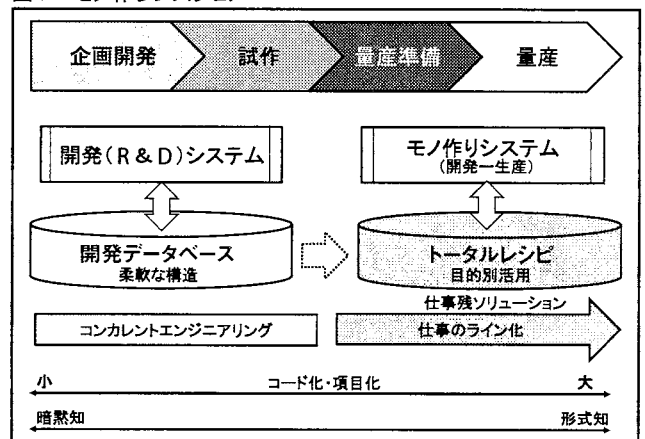 企画開発
試作
量産準備
量産
開発(R&D)システム
モノ作りシステム
(開発ー生産)
開発データベース
柔軟な構造
トータルレシピ
目的別活用
仕事残ソリューション
コンカレントエンジニアリング
仕事のライン化
小 コード化・項目化 大
暗黙知 形式知